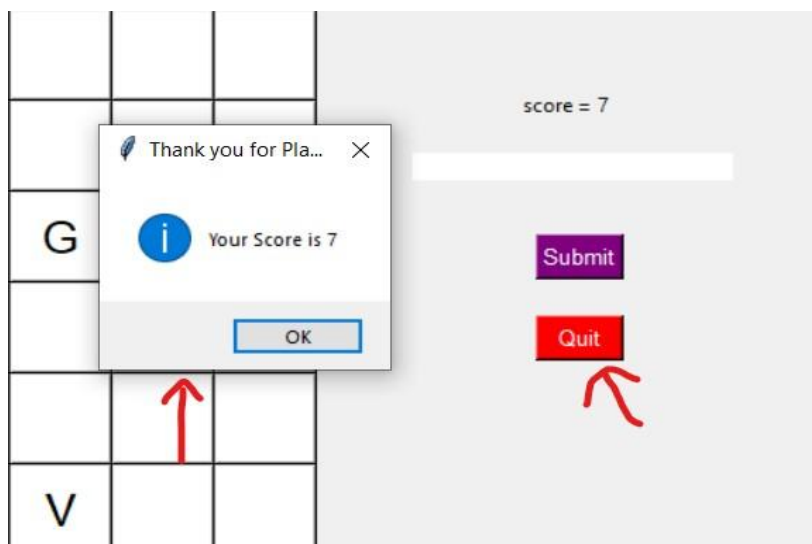 score = 7
Thank you for Pla...
G
i
Your Score is 7
Submit
OK
Quit
V